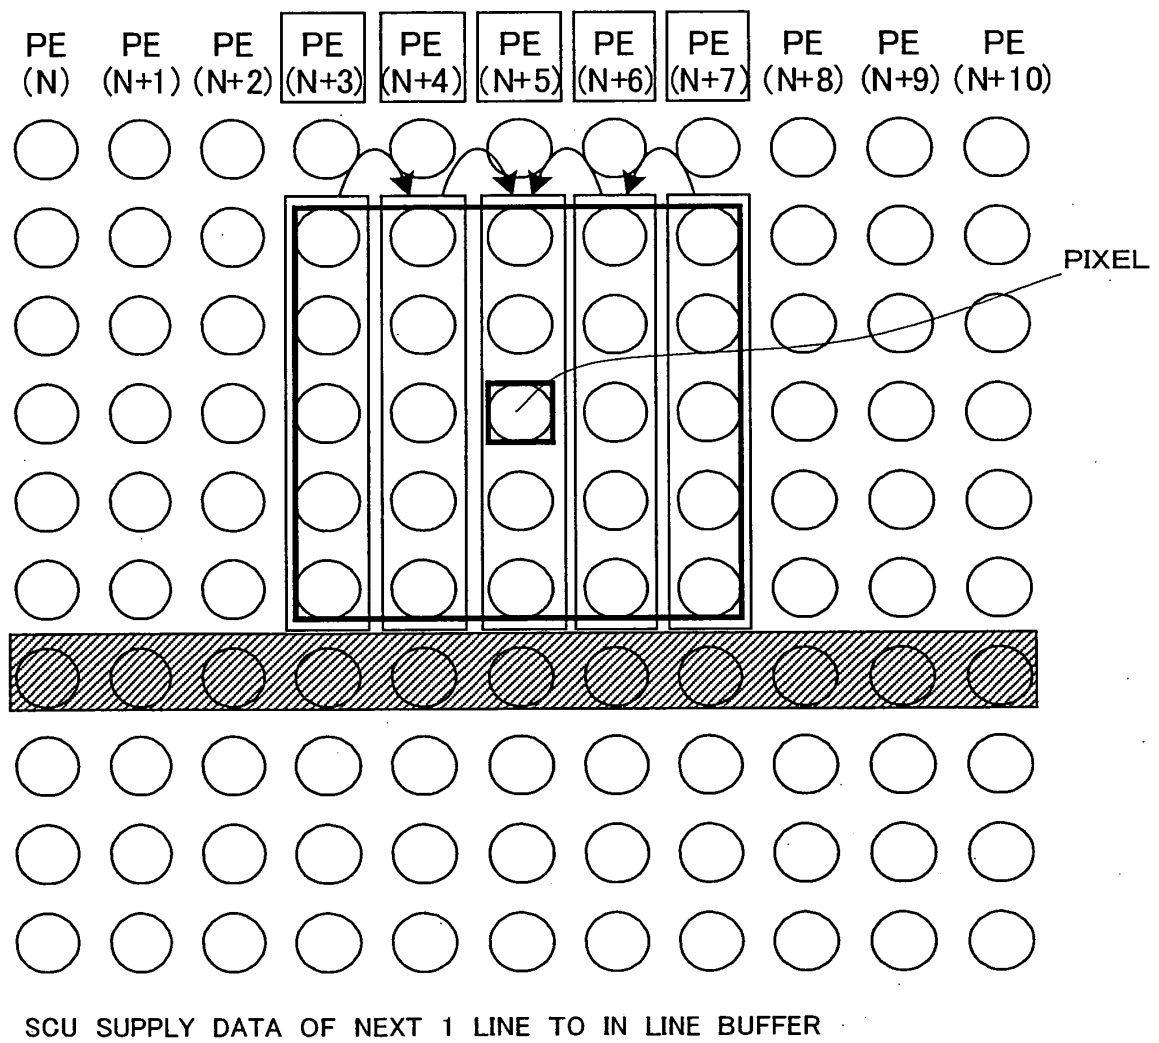 PE PE PE PE PE PE PE PE PE PE PE
(N) (N+1) (N+2) (N+3) (N+4) (N+5) (N+6) (N+7) (N+8) (N+9) (N+10)
PIXEL
SCU SUPPLY DATA OF NEXT 1 LINE TO IN LINE BUFFER